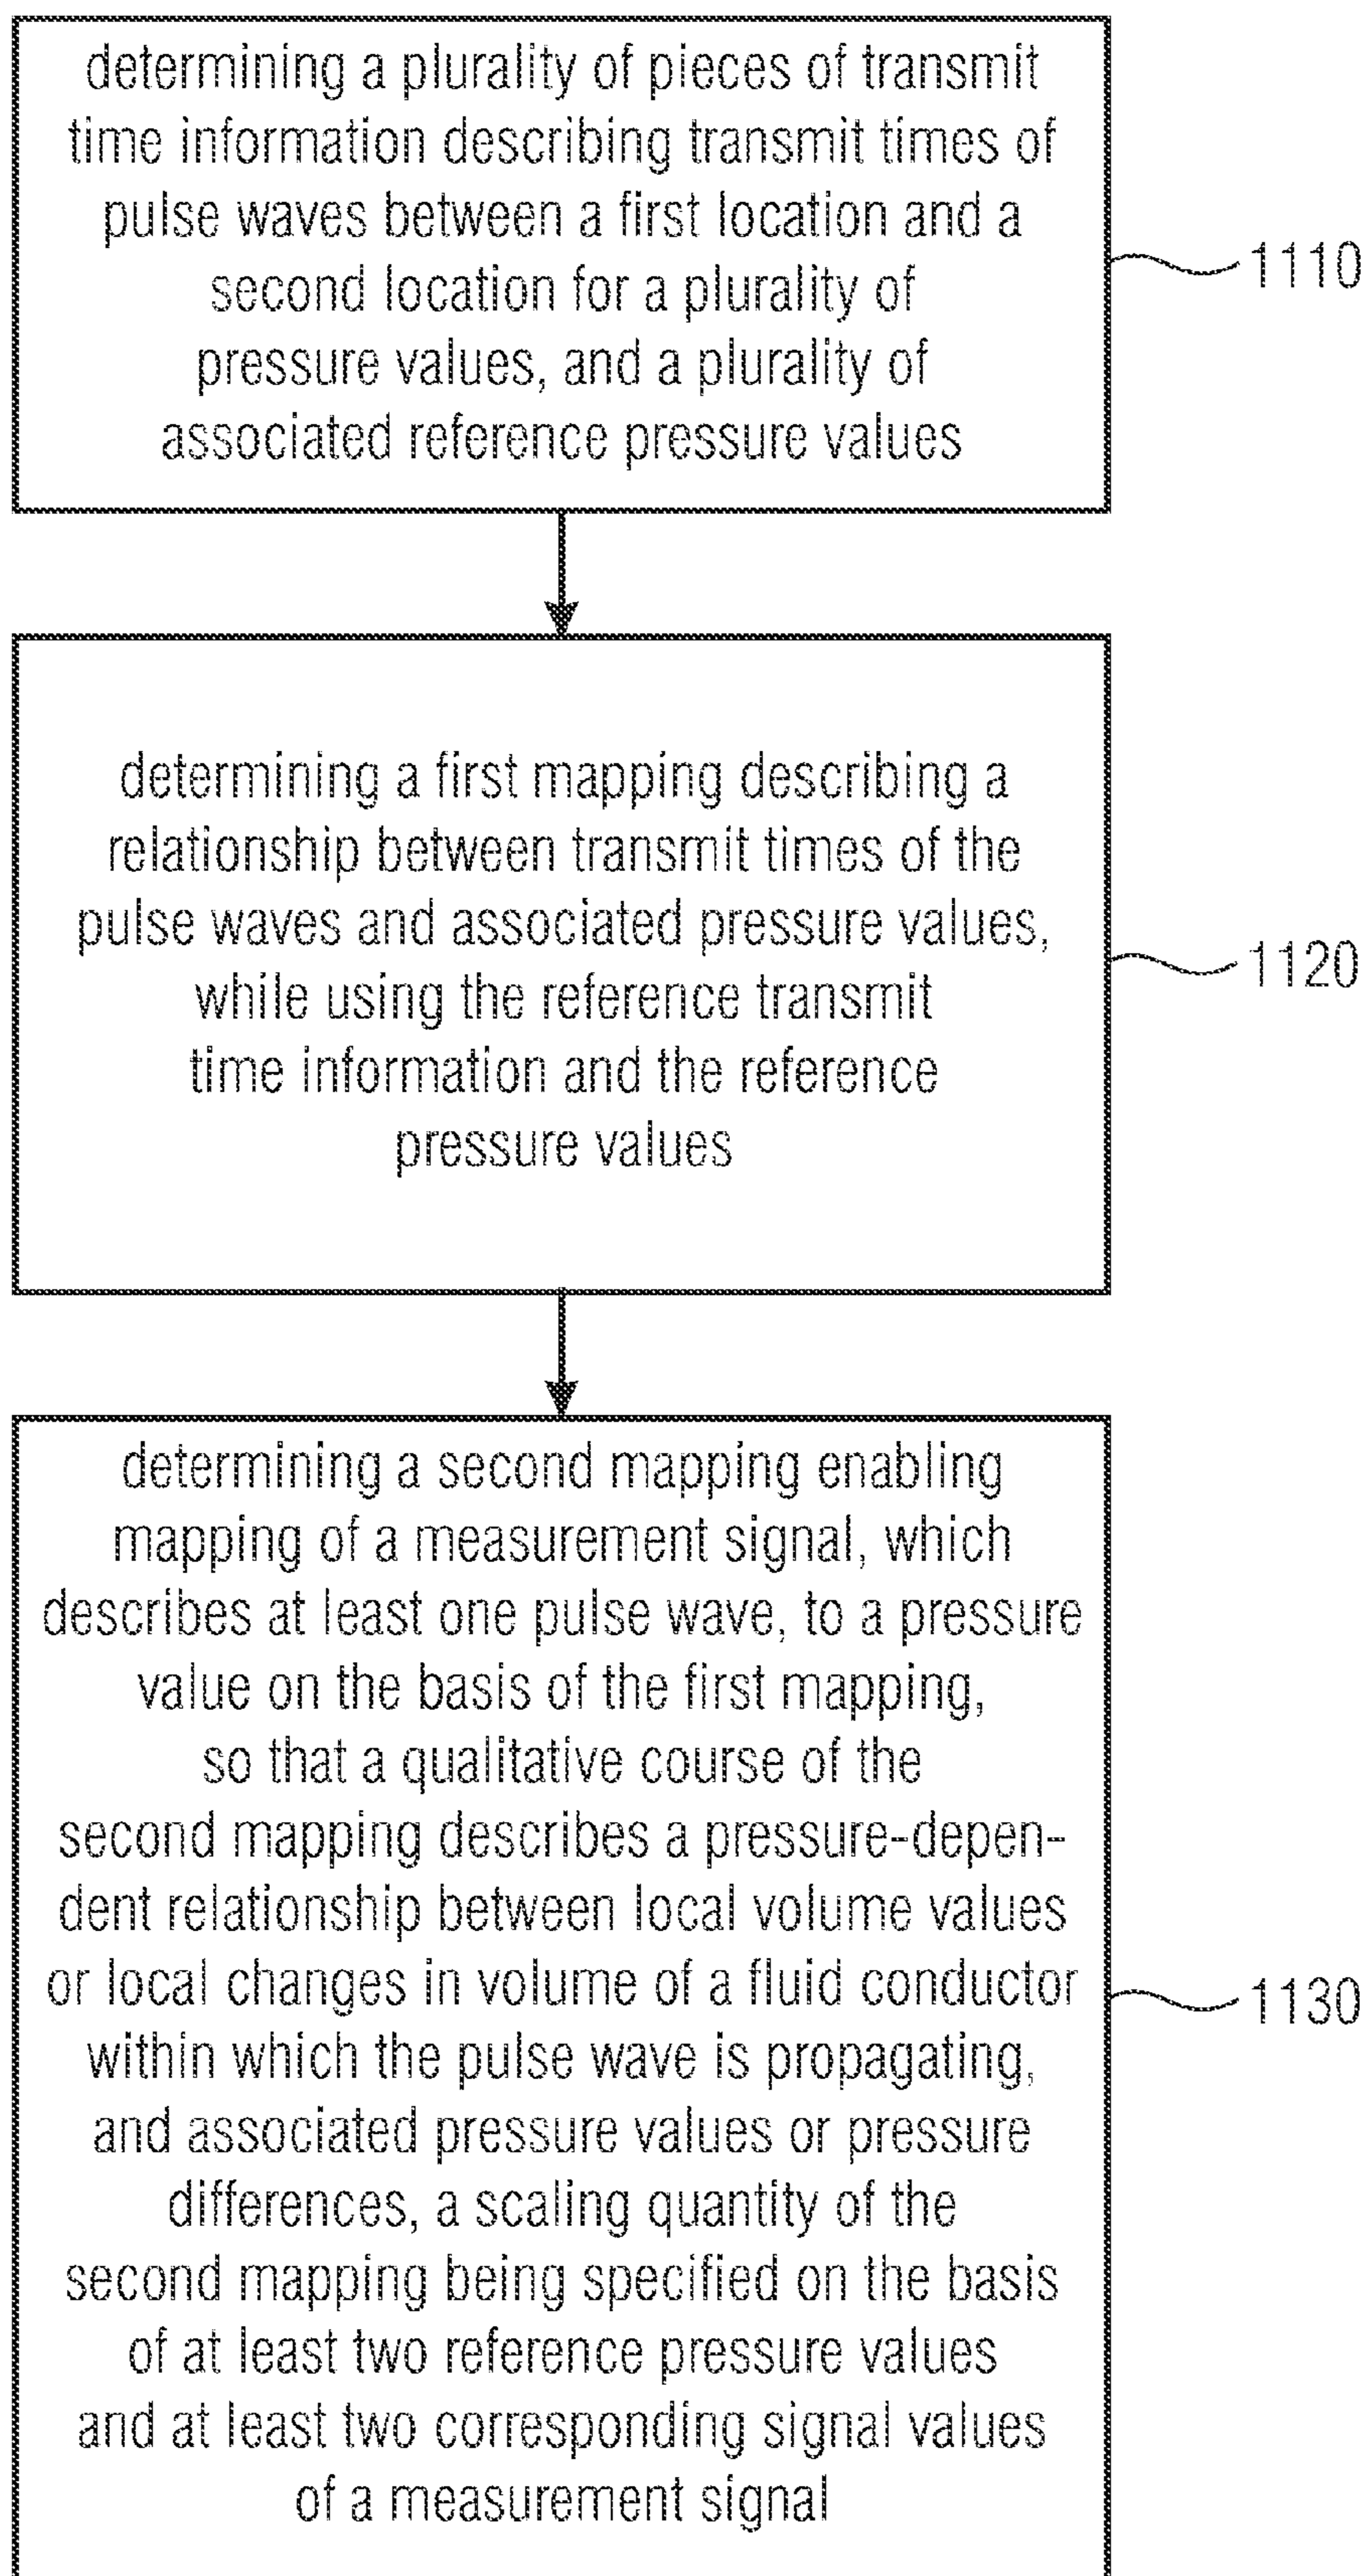 determining a plurality of pieces of transmit
time information describing transmit times of
pulse waves between a first location and a
second location for a plurality of
pressure values, and a plurality of
associated reference pressure values
1110
determining a first mapping describing a
relationship between transmit times of the
pulse waves and associated pressure values,
while using the reference transmit
time information and the reference
pressure values
1120
determining a second mapping enabling
mapping of a measurement signal, which
describes at least one pulse wave, to a pressure
value on the basis of the first mapping,
so that a qualitative course of the
second mapping describes a pressure-depen-
dent relationship between local volume values
or local changes in volume of a fluid conductor
within which the pulse wave is propagating,
and associated pressure values or pressure
differences, a scaling quantity of the
second mapping being specified on the basis
of at least two reference pressure values
and at least two corresponding signal values
of a measurement signal
1130